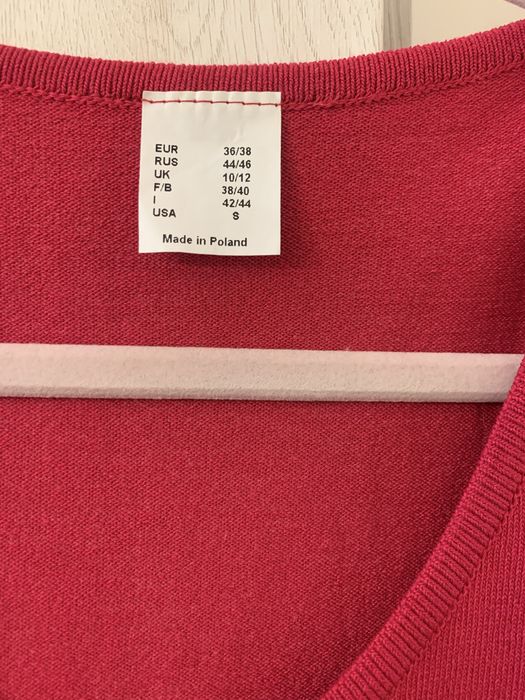 EUR 36/38
RUS 44/46
UK 10/12
F/B 38/40
I 42/44
USA S
Made in Poland